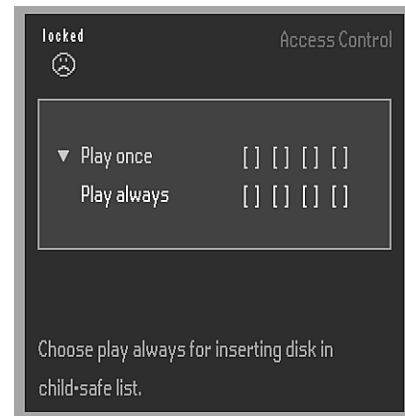 locked
Access Control
▼ Play once [ ] [ ] [ ] [ ]
Play always [ ] [ ] [ ] [ ]
Choose play always for inserting disk in
child-safe list.